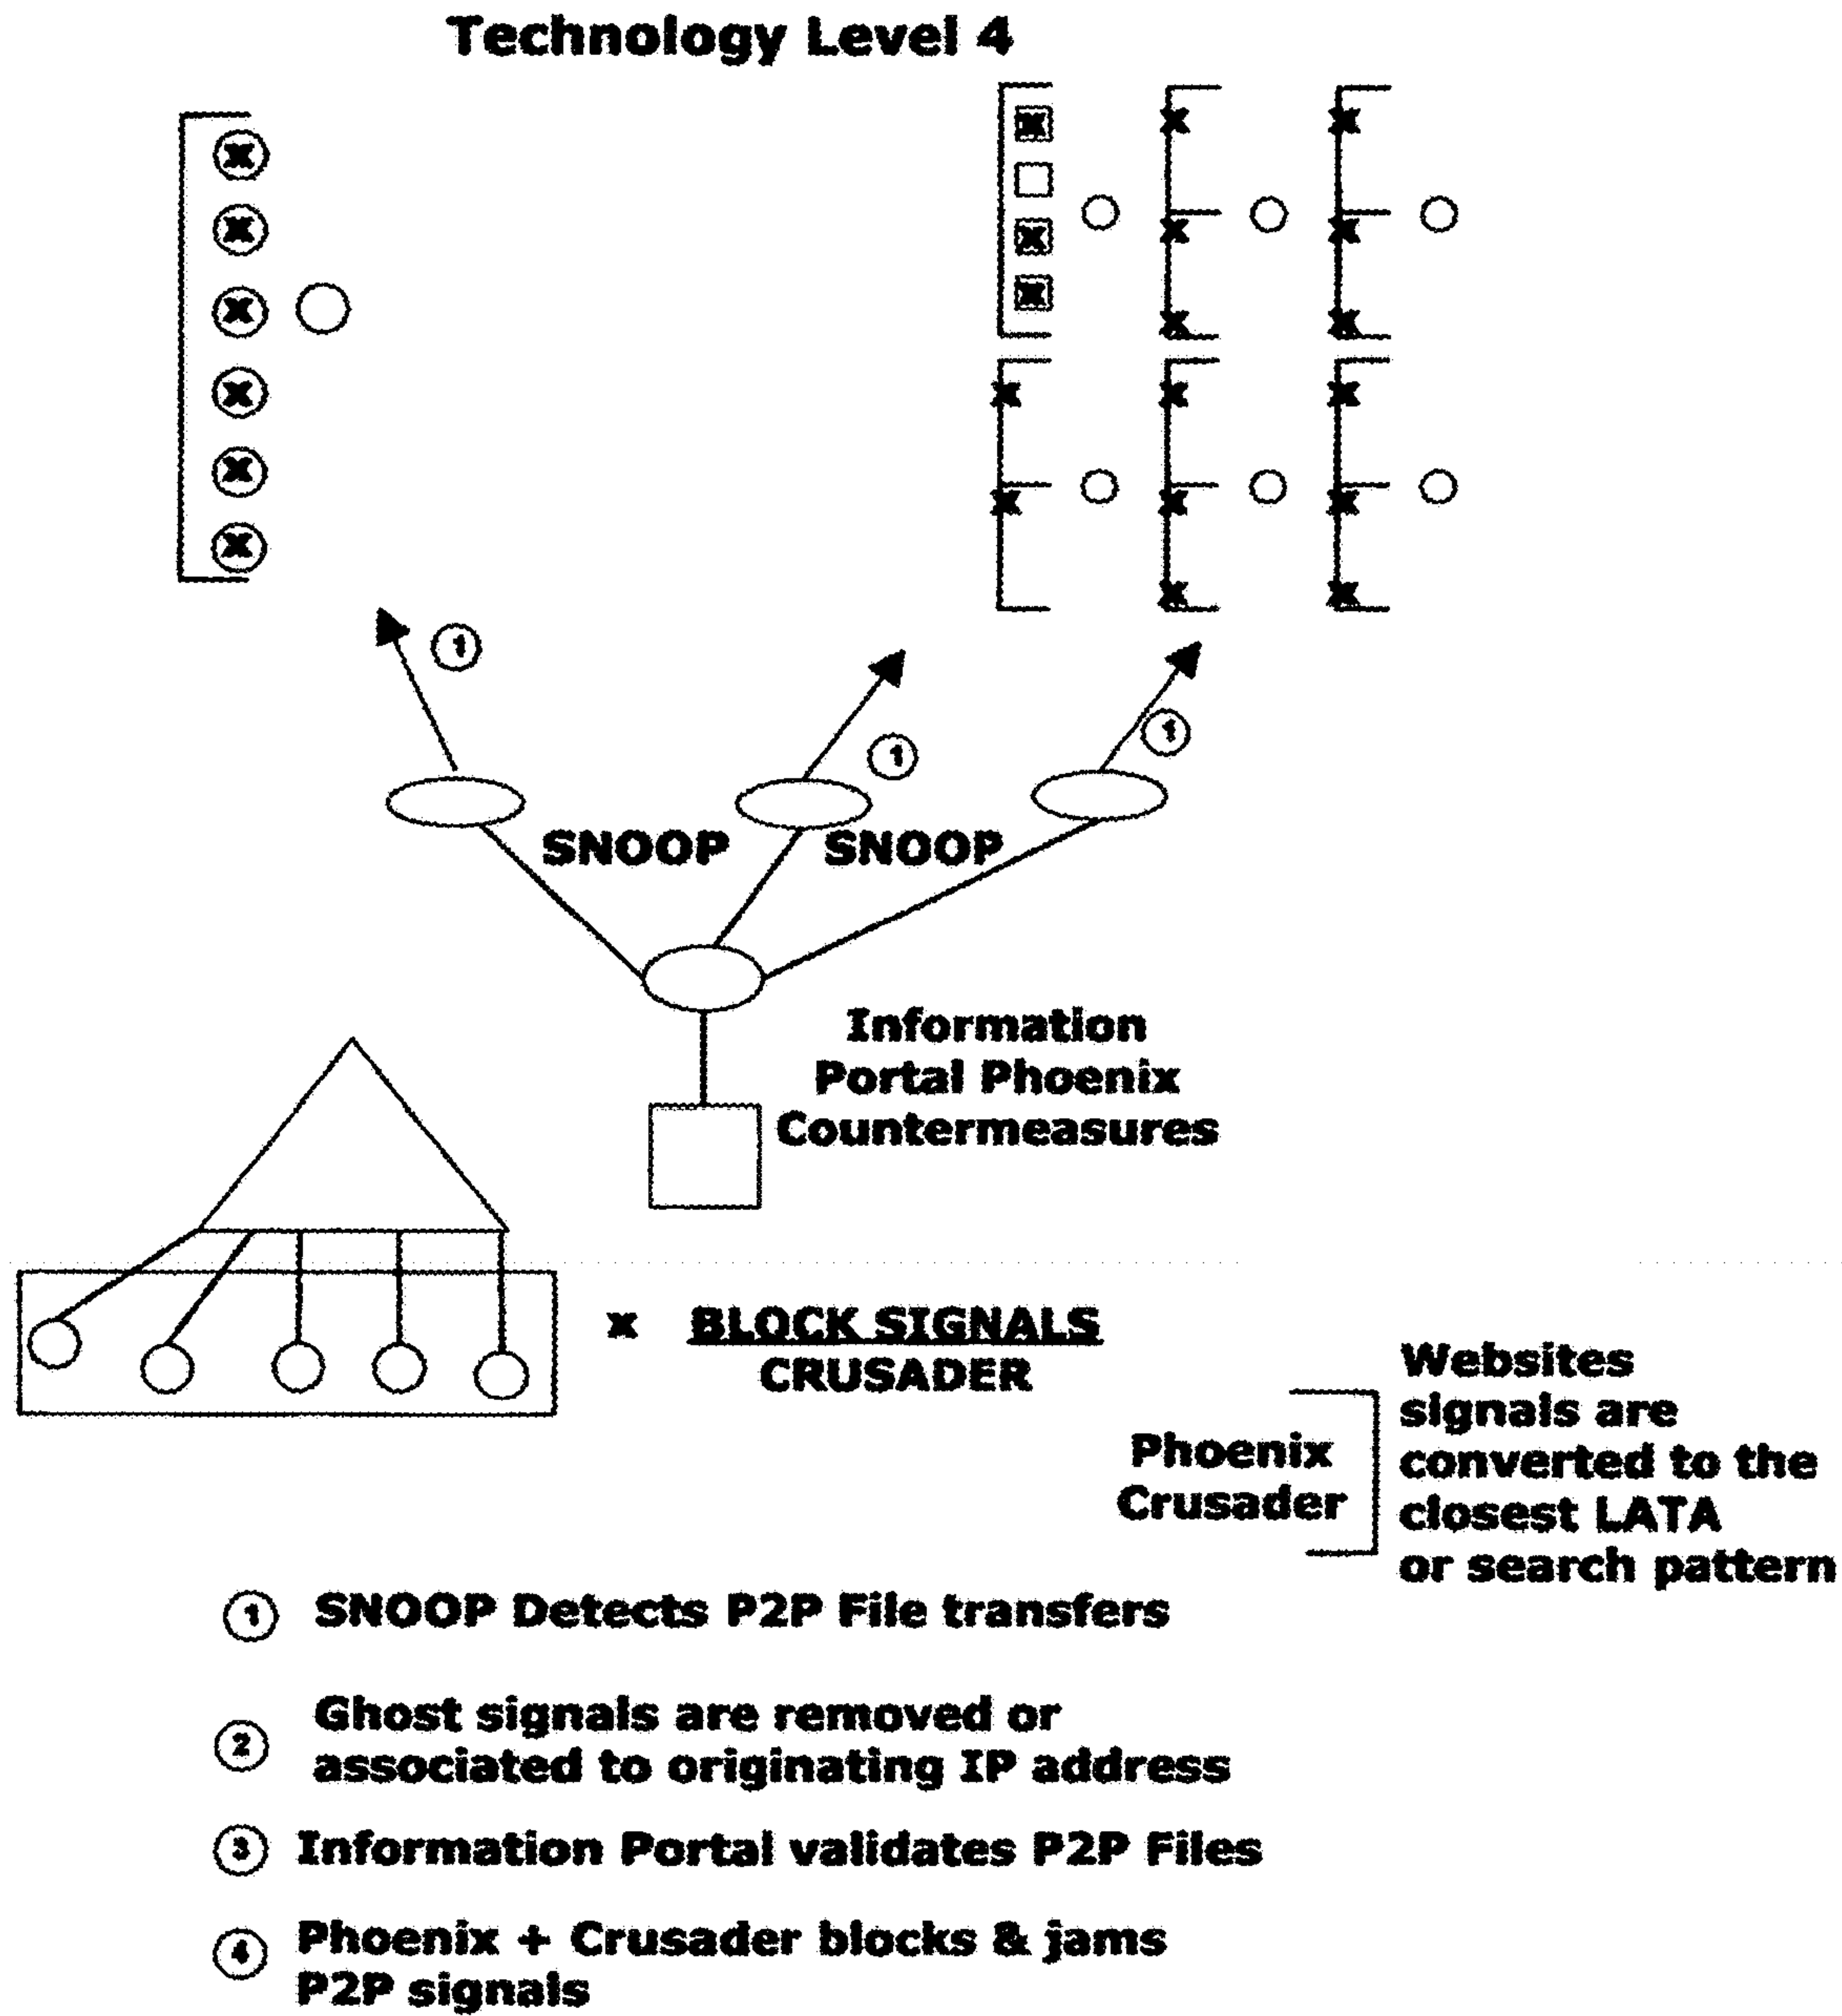 Technology Level 4
1
1
1
SNOOP SNOOP
Information
Portal Phoenix
Countermeasures
x BLOCK SIGNALS
CRUSADER
Phoenix
Crusader
Websites
signals are
converted to the
closest LATA
or search pattern
1 SNOOP Detects P2P File transfers
2 Ghost signals are removed or
associated to originating IP address
3 Information Portal validates P2P Files
4 Phoenix + Crusader blocks & jams
P2P signals